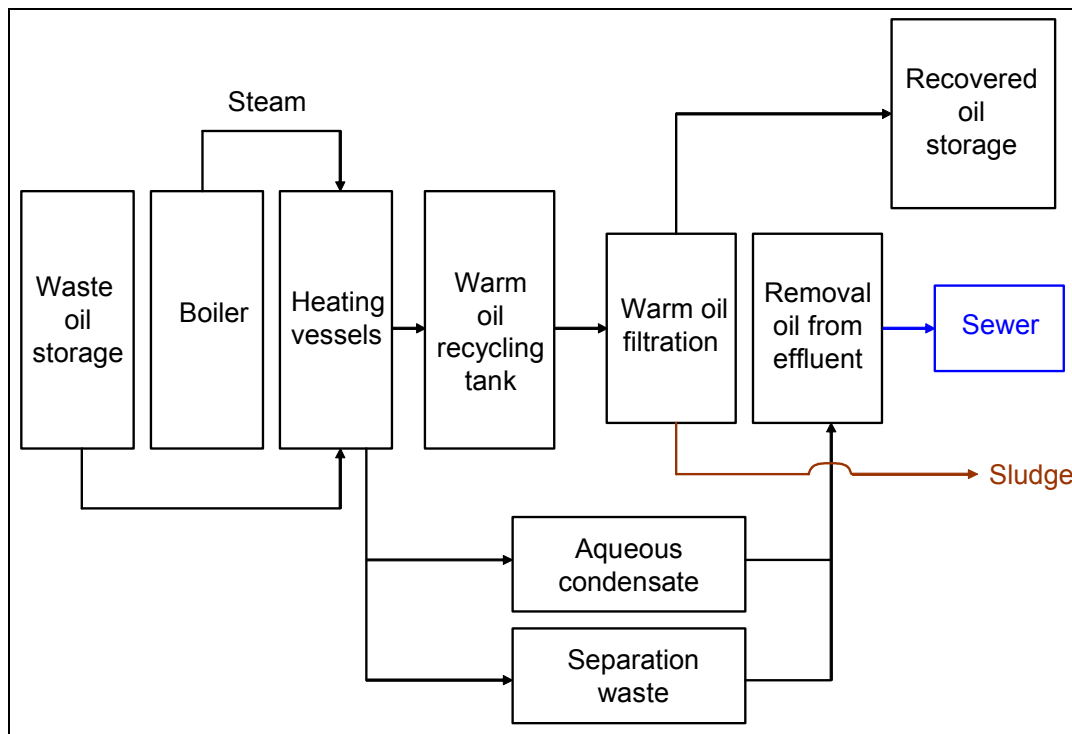 Steam
Recovered
oil
storage
Waste
oil
storage
Boiler
Heating
vessels
Warm
oil
recycling
tank
Warm oil
filtration
Removal
oil from
effluent
Sewer
Sludge
Aqueous
condensate
Separation
waste